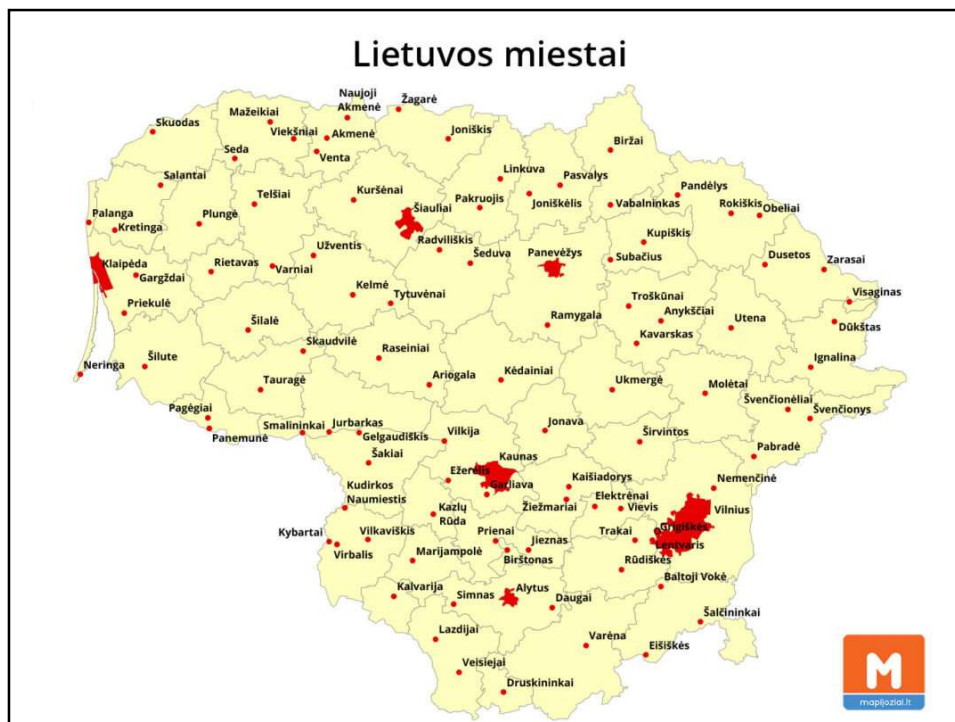 Lietuvos miestai
Naujoji
Akmenė
Žagarė
Mažeikiai
Skuodas
Viekšniai
Akmenė
Joniškis
Biržai
Seda
Venta
Linkuva
Pasvalys
Salantai
Telšiai
Kuršėnai
Pakruojis
Joniškėlis
Vabalninkas
Pandėlys
Rokiškis
Obeliai
Palanga
Kretinga
Plungė
Šiauliai
Radviliškis
Šeduva
Panevėžys
Kupiškis
Subačius
Užventis
Klaipėda
Gargždai
Rietavas
Varniai
Dusetos
Zarasai
Priekulė
Kelmė
Tytuvėnai
Troškūnai
Anykščiai
Visaginas
Šilalė
Ramygala
Kavarskas
Utena
Dūkštas
Skaudvilė
Raseiniai
Ignalina
Neringa
Šilute
Tauragė
Ariogala
Kėdainiai
Ukmergė
Molėtai
Švenčionėliai
Švenčionys
Pagėgiai
Panemunė
Smalininkai
Jurbarkas
Gelgaudiškis
Vilkija
Jonava
Širvintos
Pabradė
Šakiai
Kaunas
Ežerėlis
Garliava
Kaišiadorys
Nemenčinė
Kudirkos
Naumiestis
Kazlų
Rūda
Žiežmariai
Elektrėnai
Vievis
Vilnius
Kybartai
Virbalis
Vilkaviškis
Prienai
Jieznas
Trakai
Grigiškės
Lentvaris
Marijampolė
Birštonas
Rūdiškės
Baltoji Vokė
Kalvarija
Simnas
Alytus
Daugai
Šalčininkai
Lazdijai
Varėna
Eišiškės
Veisiejai
Druskininkai
M
mapijoziai.lt